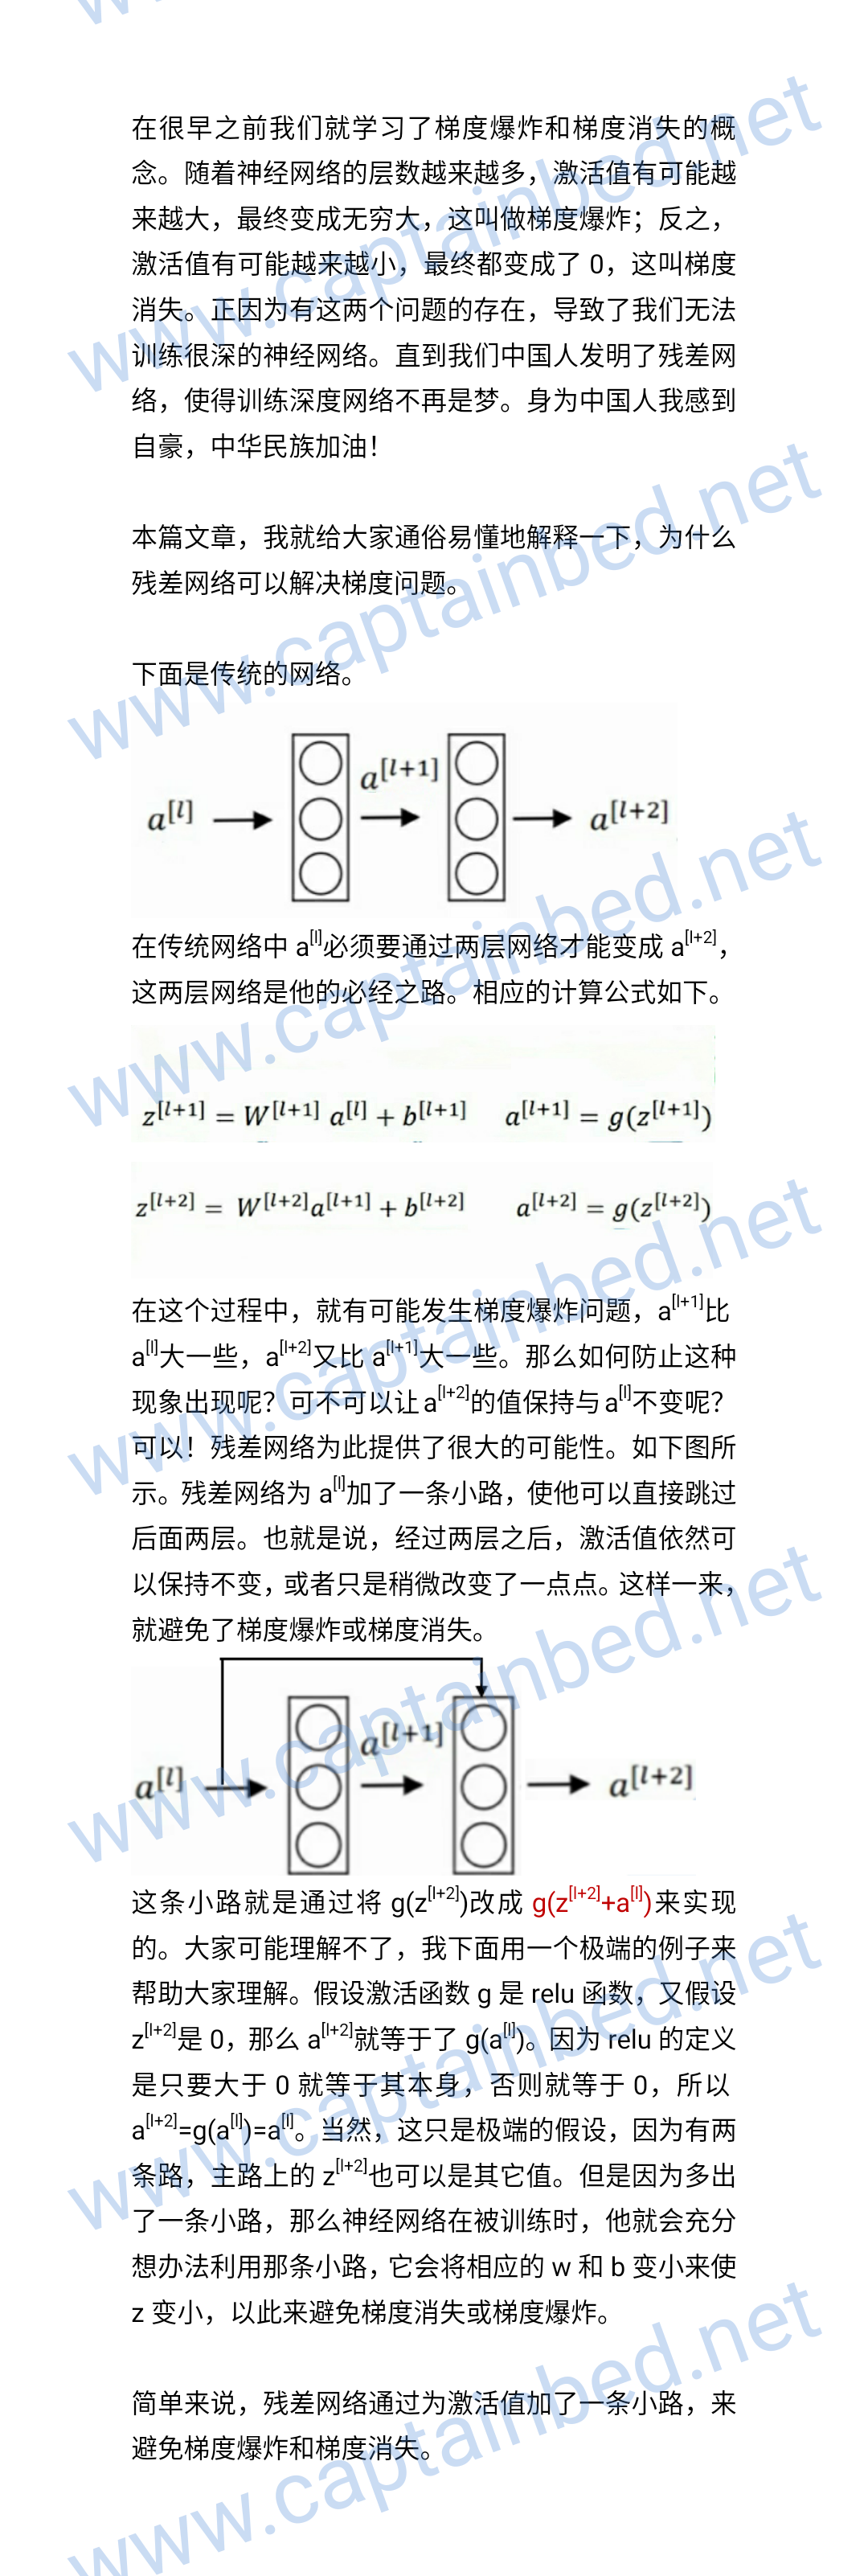 在很早之前我们就学习了梯度爆炸和梯度消失的概
念。随着神经网络的层数越来越多，激活值有可能越
来越大，最终变成无穷大，这叫做梯度爆炸；反之，
激活值有可能越来越小，最终都变成了 0，这叫梯度
消失。正因为有这两个问题的存在，导致了我们无法
训练很深的神经网络。直到我们中国人发明了残差网
络，使得训练深度网络不再是梦。身为中国人我感到
自豪，中华民族加油！
本篇文章，我就给大家通俗易懂地解释一下，为什么
残差网络可以解决梯度问题。
下面是传统的网络。
a[l] a[l+1] a[l+2]
在传统网络中 a[l]必须要通过两层网络才能变成 a[l+2]，
这两层网络是他的必经之路。相应的计算公式如下。
z[l+1] = W[l+1] a[l] + b[l+1] a[l+1] = g(z[l+1])
z[l+2] = W[l+2]a[l+1] + b[l+2] a[l+2] = g(z[l+2])
在这个过程中，就有可能发生梯度爆炸问题，a[l+1]比
a[l]大一些，a[l+2]又比 a[l+1]大一些。那么如何防止这种
现象出现呢？可不可以让 a[l+2]的值保持与 a[l]不变呢？
可以！残差网络为此提供了很大的可能性。如下图所
示。残差网络为 a[l]加了一条小路，使他可以直接跳过
后面两层。也就是说，经过两层之后，激活值依然可
以保持不变，或者只是稍微改变了一点点。这样一来，
就避免了梯度爆炸或梯度消失。
a[l] a[l+1] a[l+2]
这条小路就是通过将 g(z[l+2])改成 g(z[l+2]+a[l])来实现
的。大家可能理解不了，我下面用一个极端的例子来
帮助大家理解。假设激活函数 g 是 relu 函数，又假设
z[l+2]是 0，那么 a[l+2]就等于了 g(a[l])。因为 relu 的定义
是只要大于 0 就等于其本身，否则就等于 0，所以
a[l+2]=g(a[l])=a[l]。当然，这只是极端的假设，因为有两
条路，主路上的 z[l+2]也可以是其它值。但是因为多出
了一条小路，那么神经网络在被训练时，他就会充分
想办法利用那条小路，它会将相应的 w 和 b 变小来使
z 变小，以此来避免梯度消失或梯度爆炸。
简单来说，残差网络通过为激活值加了一条小路，来
避免梯度爆炸和梯度消失。
www.captainbed.net
www.captainbed.net
www.captainbed.net
www.captainbed.net
www.captainbed.net
www.captainbed.net
www.captainbed.net